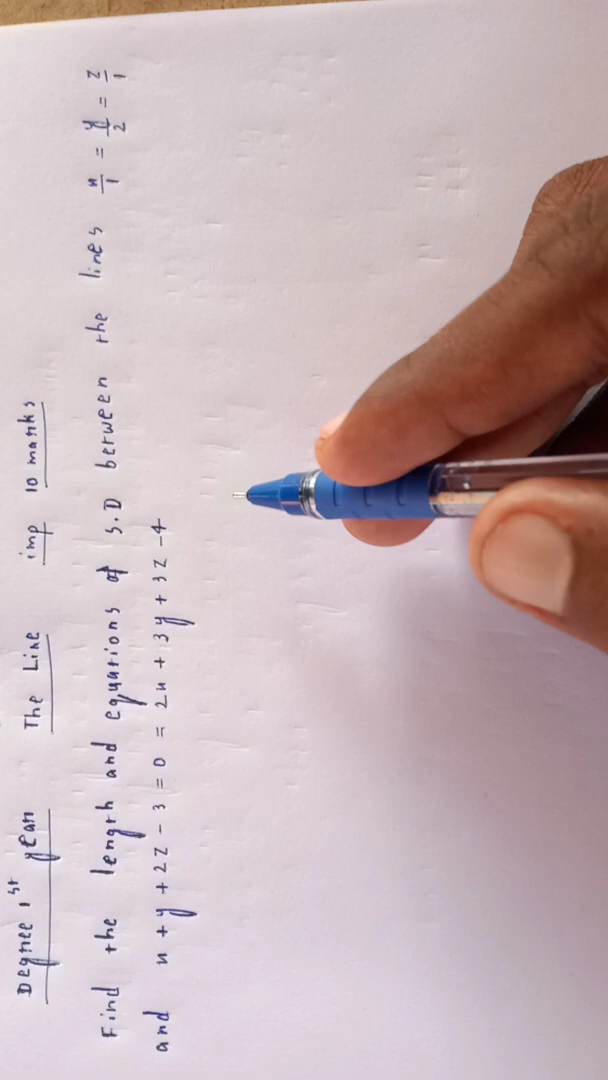 Degree 1st year The Line imp 10 marks
Find the length and equations of S.D between the lines x/1 = y/2 = z/1
and x + y + 2z - 3 = 0 = 2x + 3y + 3z - 4